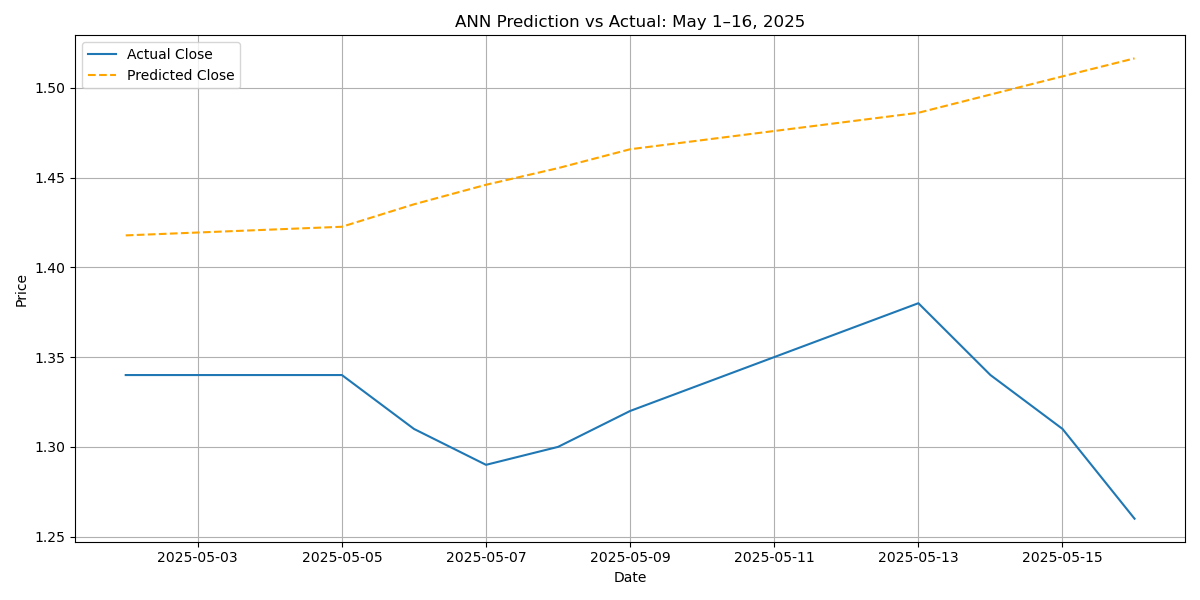 ANN Prediction vs Actual: May 1–16, 2025
Actual Close
Predicted Close
Price
1.50
1.45
1.40
1.35
1.30
1.25
2025-05-03
2025-05-05
2025-05-07
2025-05-09
2025-05-11
2025-05-13
2025-05-15
Date